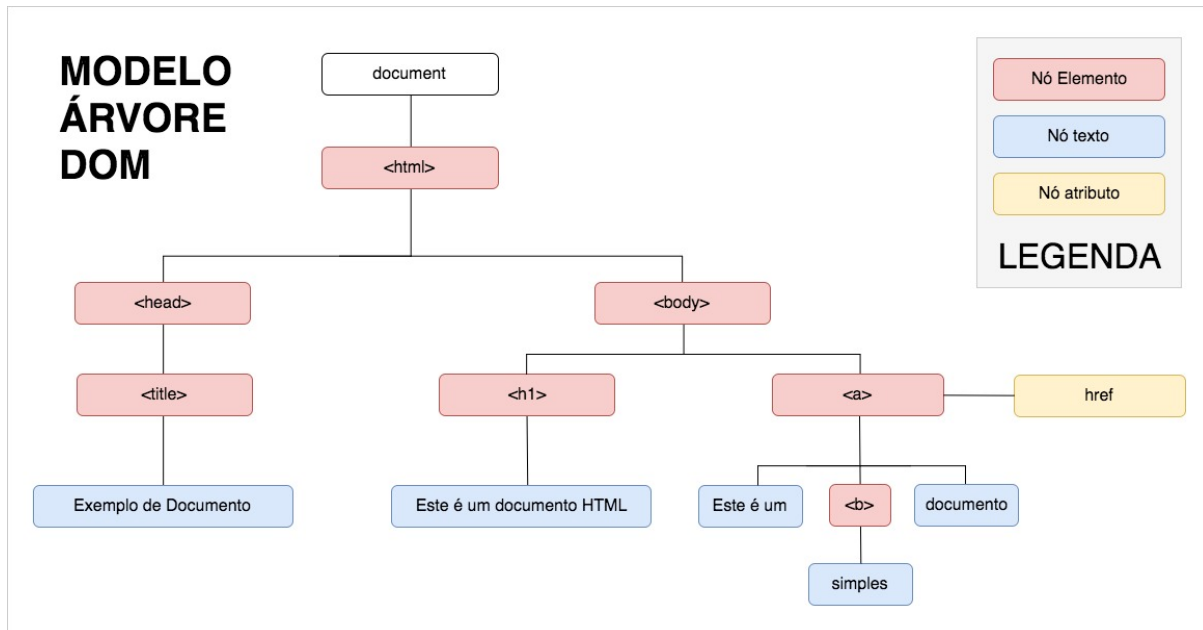 MODELO
ÁRVORE
DOM
document
<html>
<head>
<body>
<title>
<h1>
<a>
href
Exemplo de Documento
Este é um documento HTML
Este é um
<b>
documento
simples
Nó Elemento
Nó texto
Nó atributo
LEGENDA